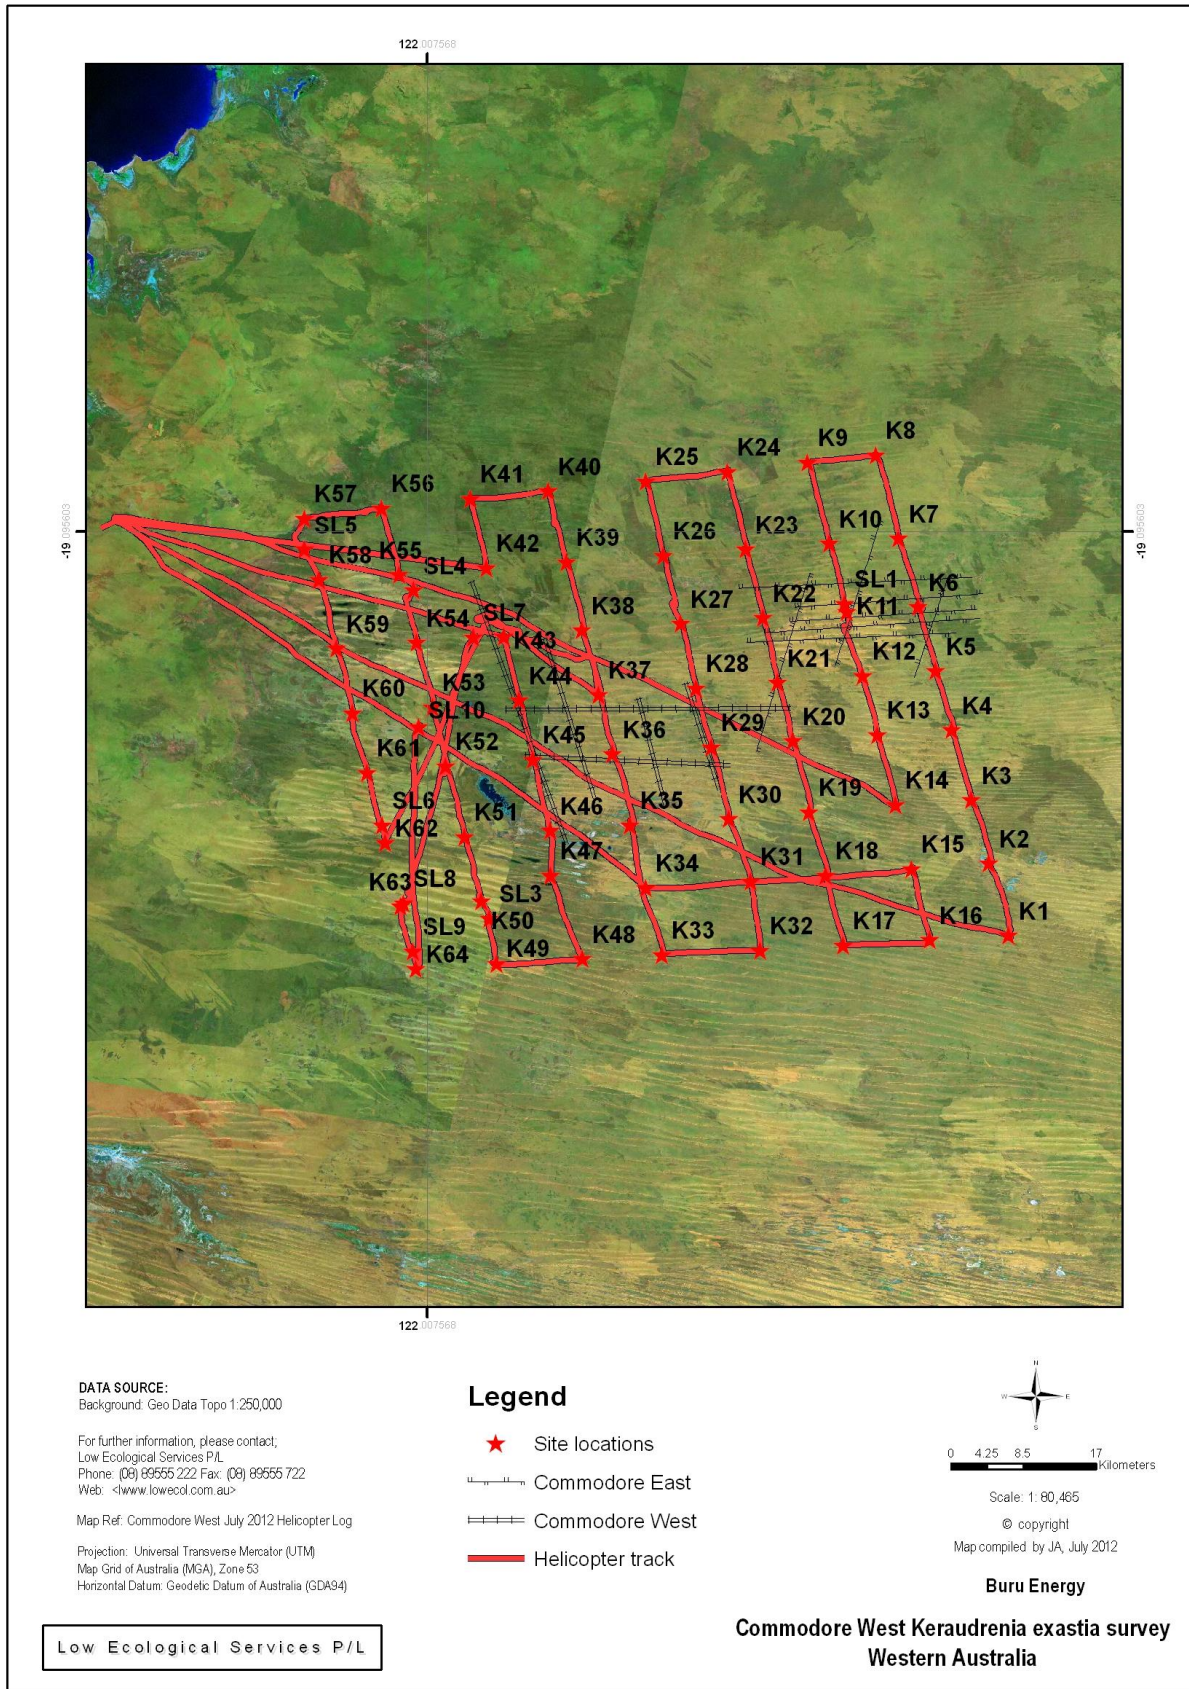 122.007568
K8
K9
K24
K25
K40
K41
K56
K57
K7
K10
K23
SL5
K26
K39
K42
-19.095603
-19.095603
K55
SL4
K58
SL1
K6
K11
K22
K27
K38
SL7
K54
K43
K59
K5
K12
K21
K28
K37
K44
K53
K60
SL10
K4
K13
K20
K29
K36
K45
K52
K61
K3
K14
K19
K30
K35
K46
K51
SL6
K62
K2
K15
K18
K31
K34
K47
K63
SL8
SL3
K1
K16
K17
K32
K33
K48
K50
K49
SL9
K64
122.007568
DATA SOURCE:
Background: Geo Data Topo 1:250,000
For further information, please contact;
Low Ecological Services P/L
Phone: (08) 89555 222 Fax: (08) 89555 722
Web: <lwww.lowecol.com.au>
Map Ref: Commodore West July 2012 Helicopter Log
Projection: Universal Transverse Mercator (UTM)
Map Grid of Australia (MGA), Zone 53
Horizontal Datum: Geodetic Datum of Australia (GDA94)
Low Ecological Services P/L
Legend
Site locations
Commodore East
Commodore West
Helicopter track
N
W E
S
0 4.25 8.5 17
Kilometers
Scale: 1: 80,465
© copyright
Map compiled by JA, July 2012
Buru Energy
Commodore West Keraudrenia exastia survey
Western Australia